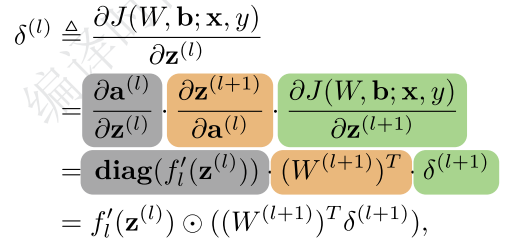 δ^{(l)} ≜ ∂J(W, b; x, y) / ∂z^{(l)}
= ∂a^{(l)} / ∂z^{(l)} · ∂z^{(l+1)} / ∂a^{(l)} · ∂J(W, b; x, y) / ∂z^{(l+1)}
= diag(f′_l(z^{(l)})) · (W^{(l+1)})^T · δ^{(l+1)}
= f′_l(z^{(l)}) ⊙ ((W^{(l+1)})^T δ^{(l+1)}),